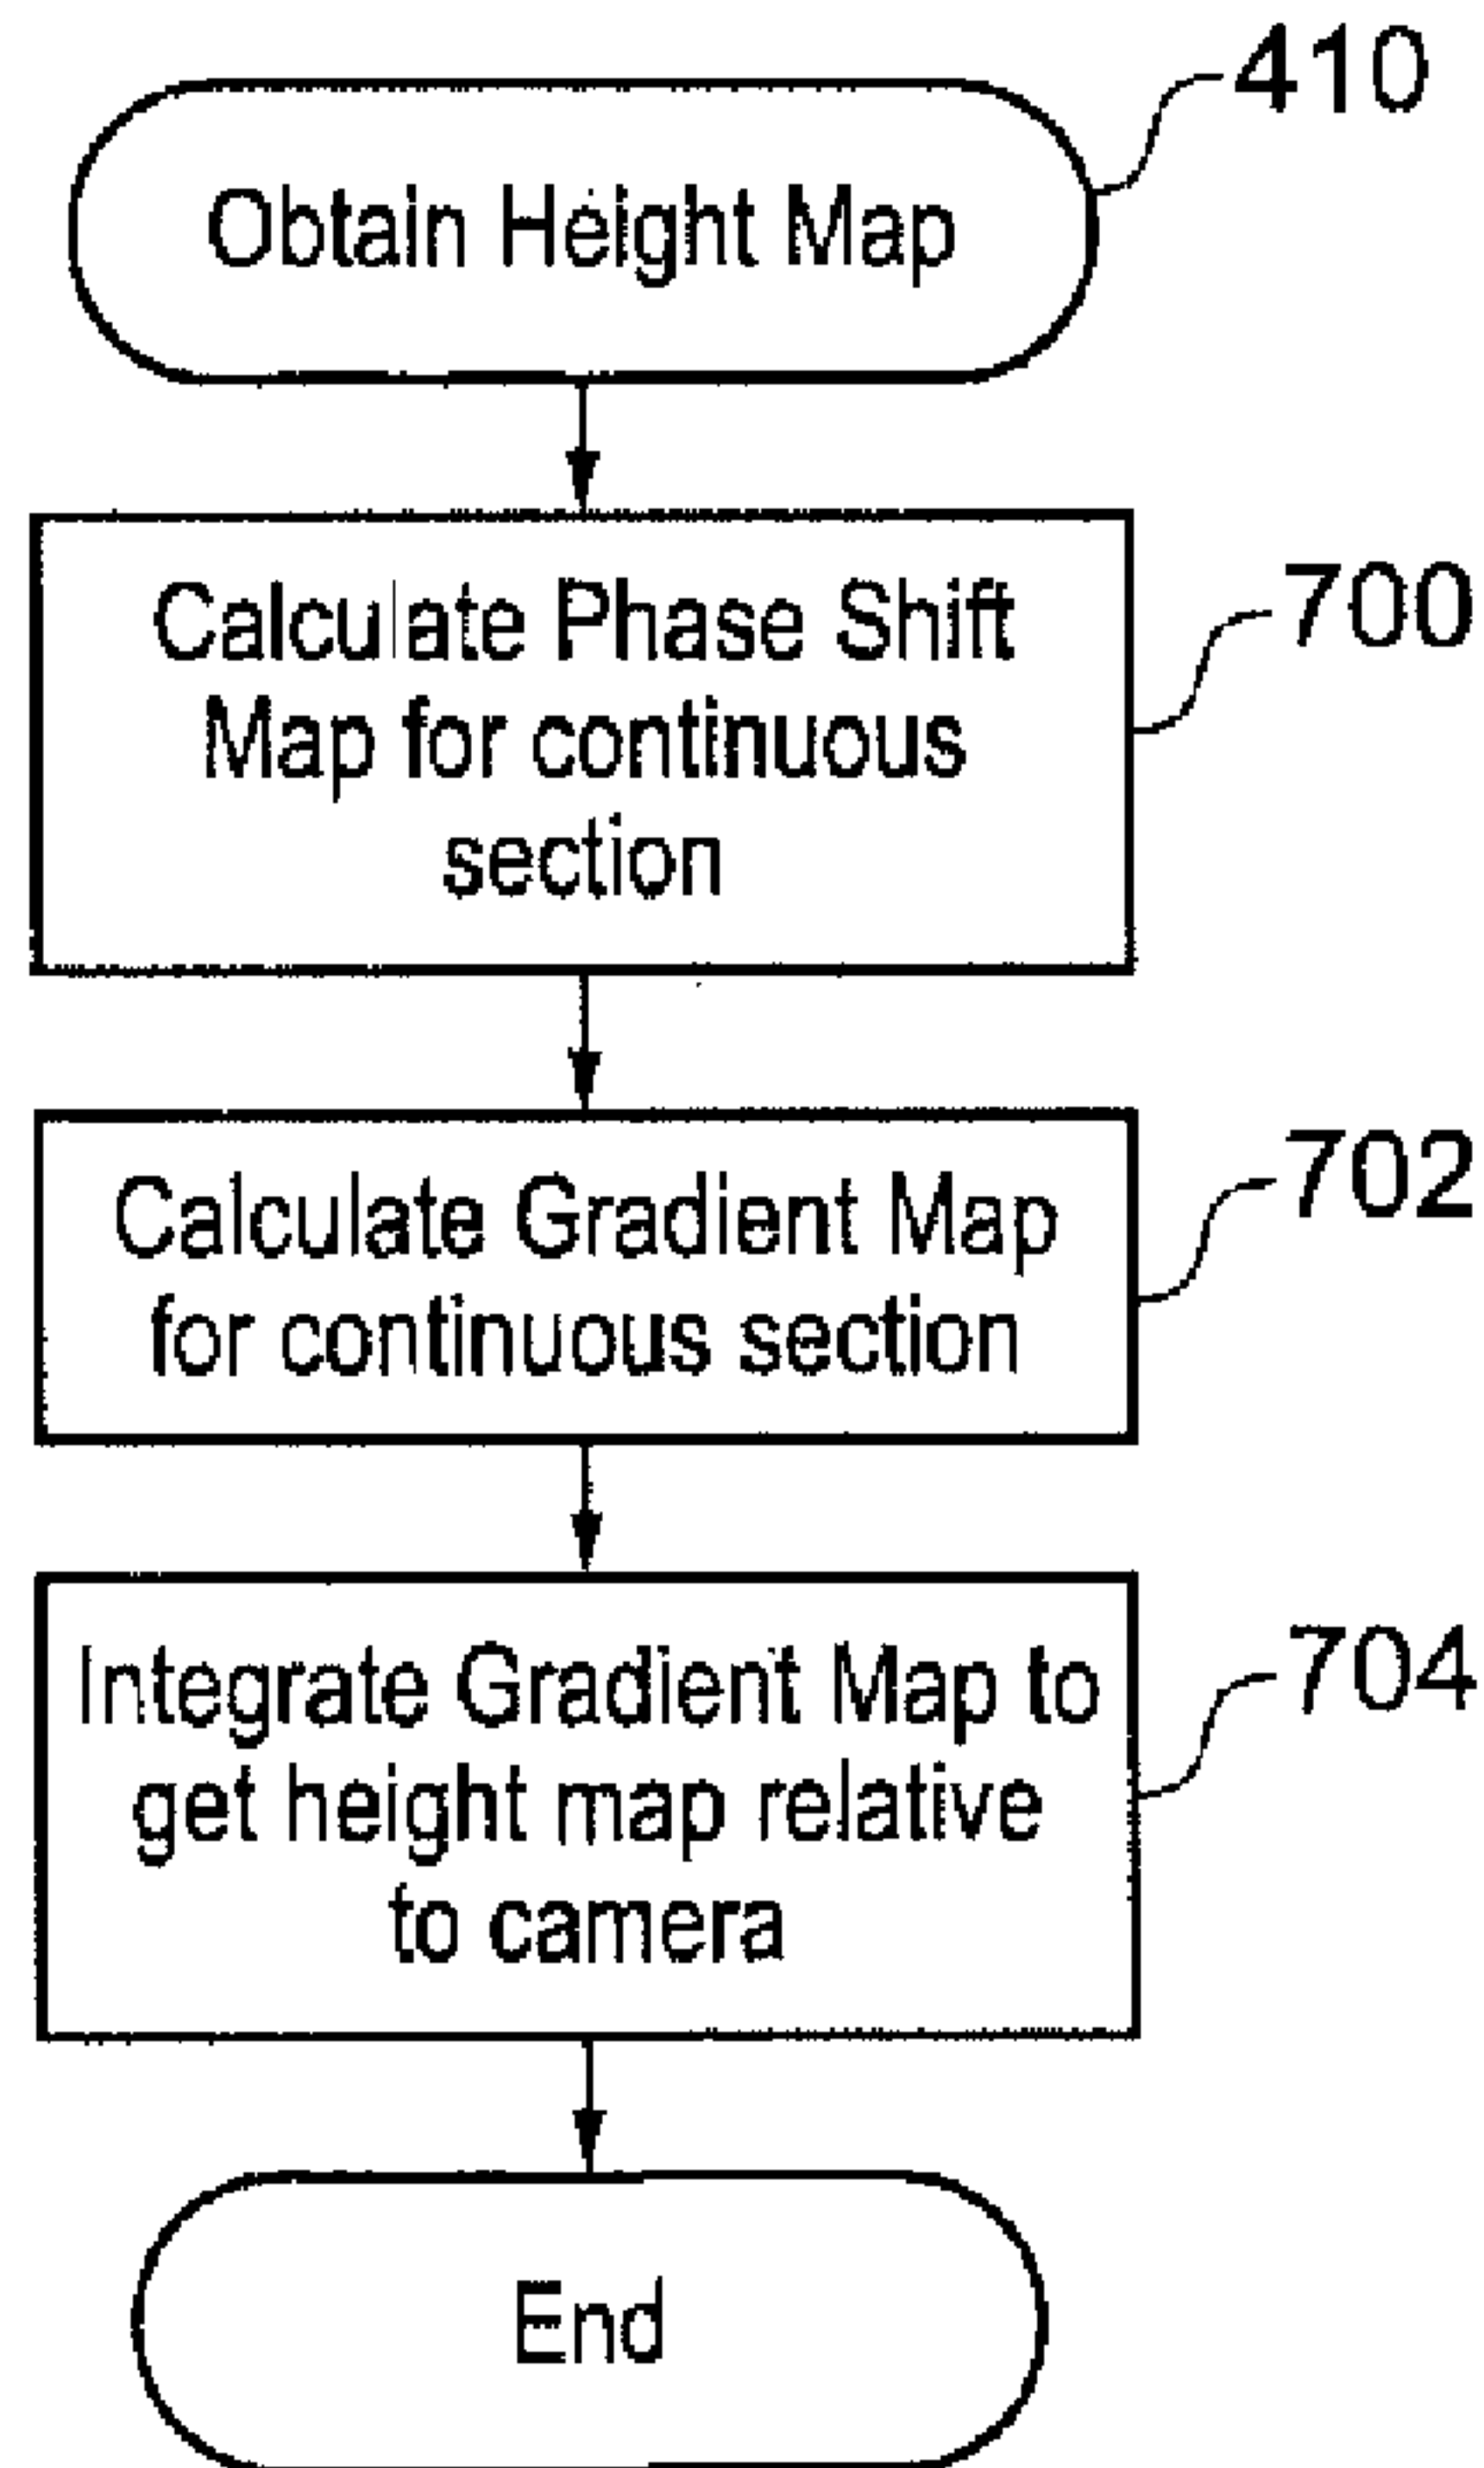 410
Obtain Height Map
Calculate Phase Shift
Map for continuous
section
700
Calculate Gradient Map
for continuous section
702
Integrate Gradient Map to
get height map relative
to camera
704
End